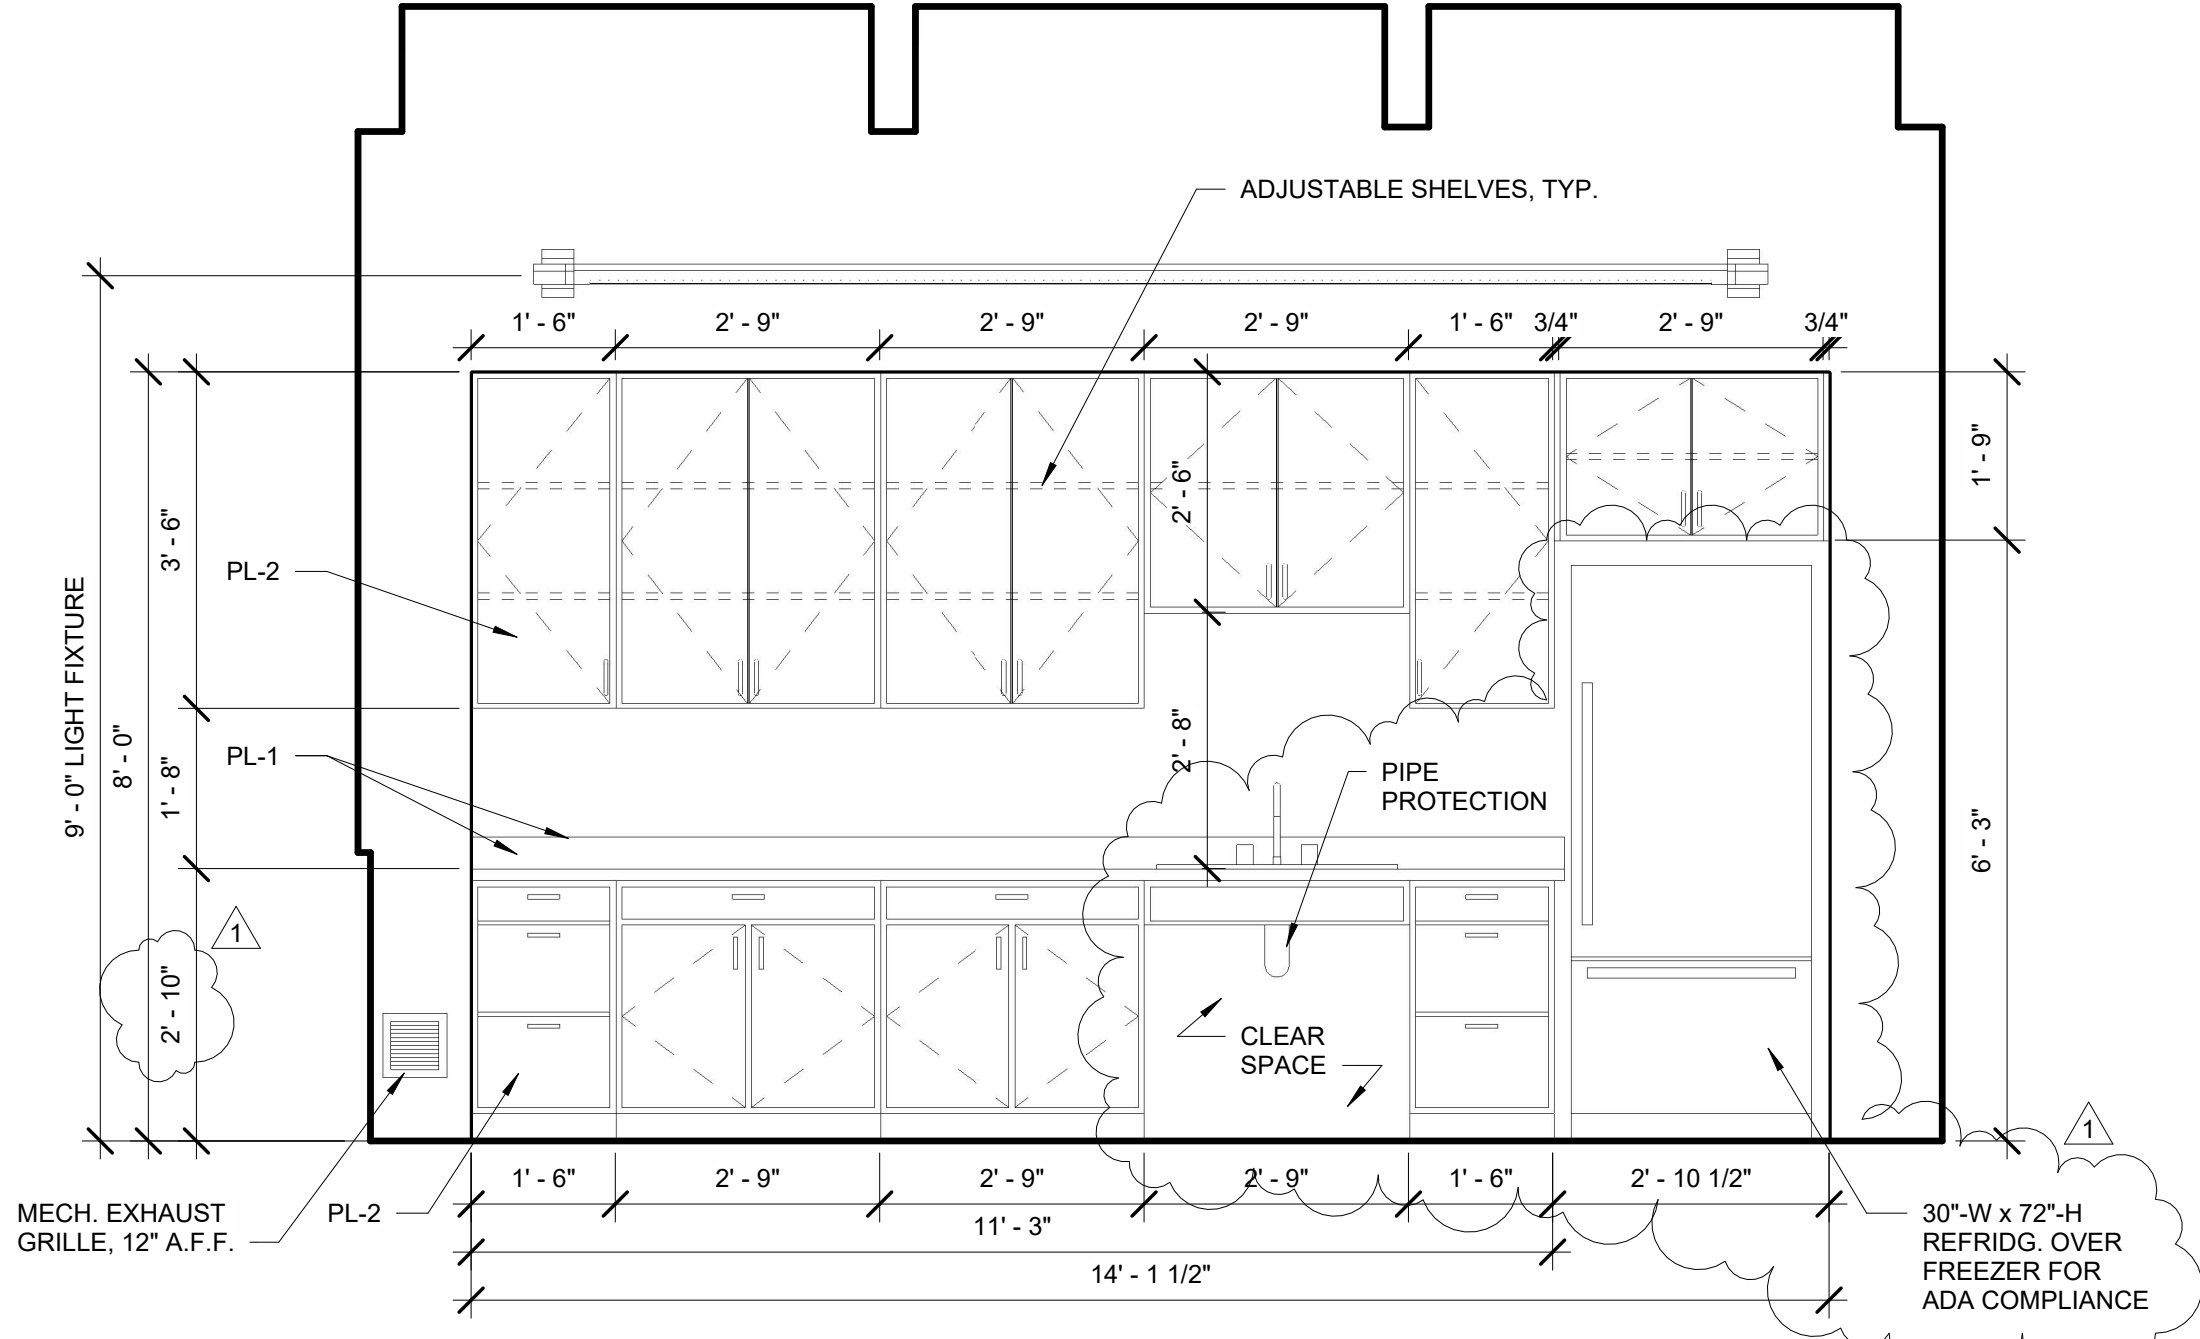 ADJUSTABLE SHELVES, TYP.
1' - 6" 2' - 9" 2' - 9" 2' - 9" 1' - 6" 3/4" 2' - 9" 3/4"
9' - 0" LIGHT FIXTURE
8' - 0"
3' - 6"
1' - 8"
2' - 10"
1
PL-2
PL-1
2' - 6"
2' - 8"
1' - 9"
6' - 3"
PIPE
PROTECTION
CLEAR
SPACE
1
1' - 6" 2' - 9" 2' - 9" 2' - 9" 1' - 6" 2' - 10 1/2"
11' - 3"
14' - 1 1/2"
MECH. EXHAUST
GRILLE, 12" A.F.F.
PL-2
30"-W x 72"-H
REFRIDG. OVER
FREEZER FOR
ADA COMPLIANCE